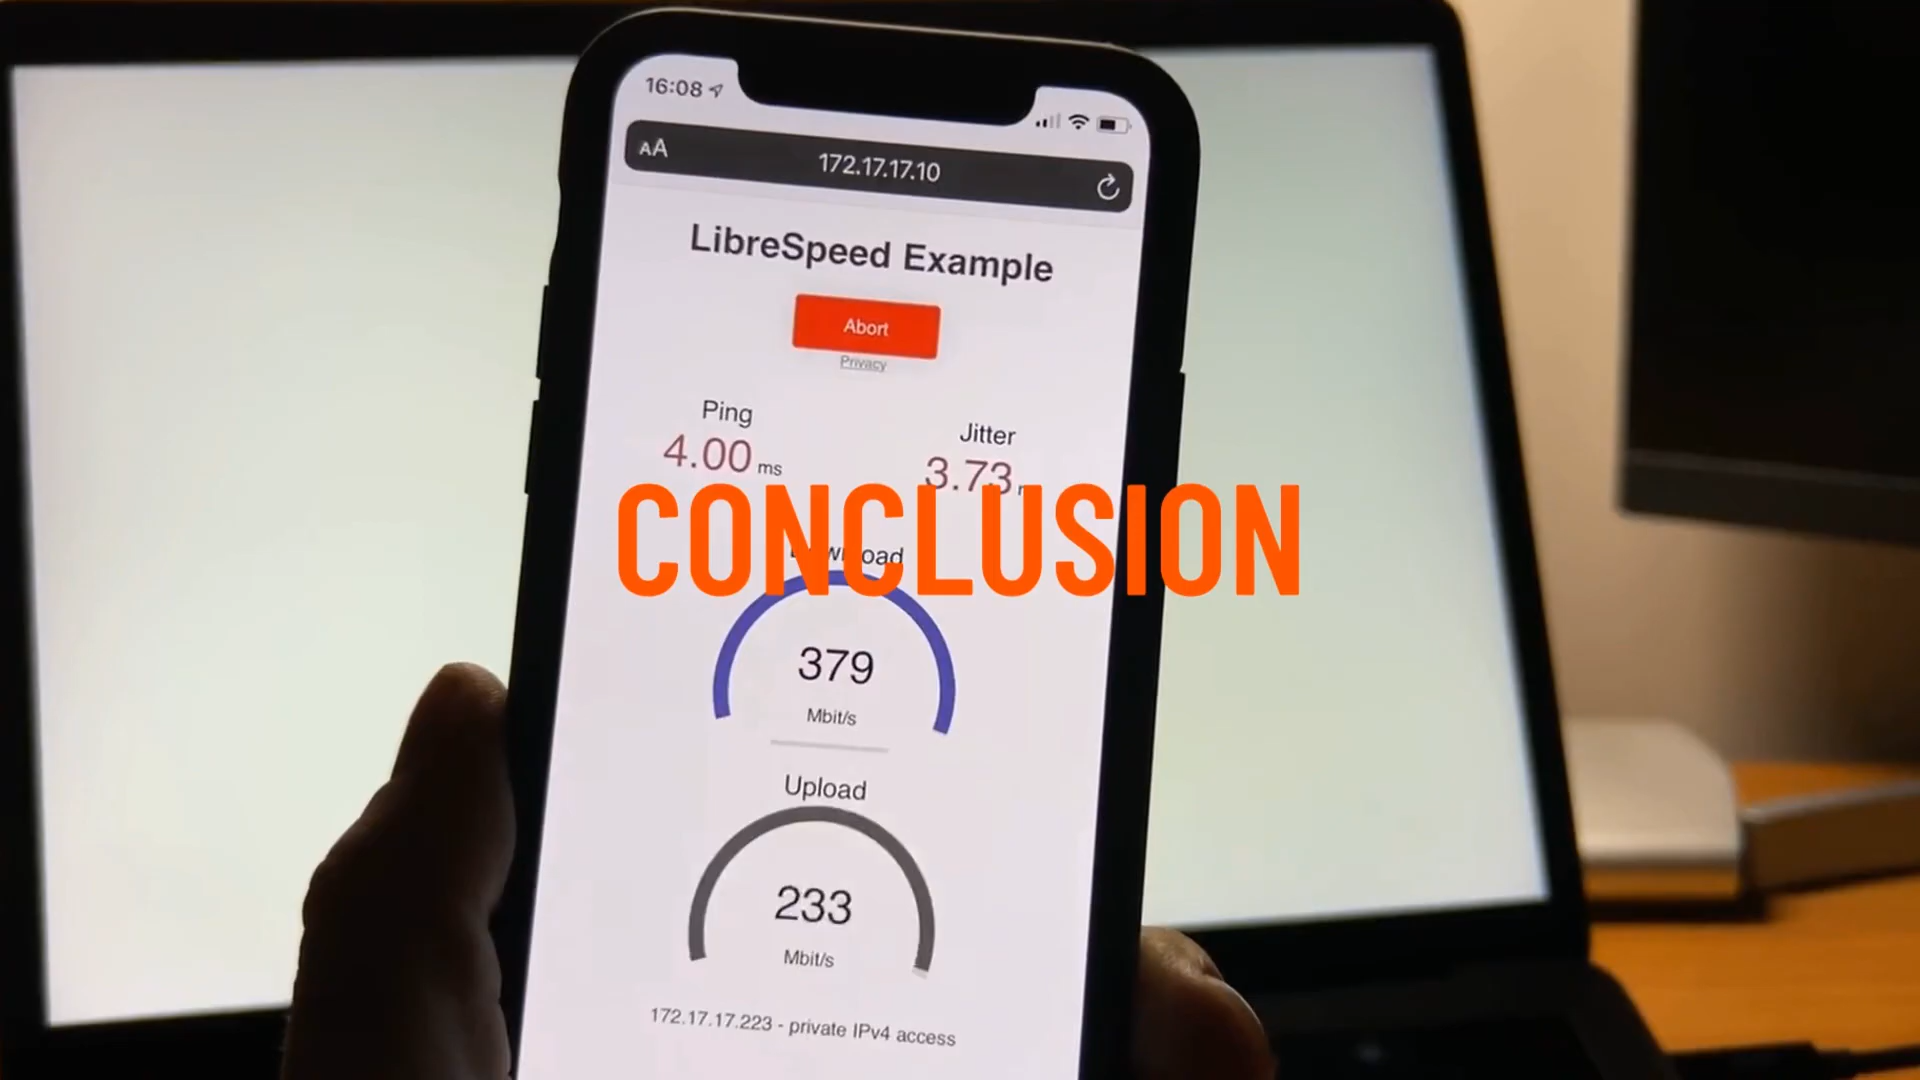 16:08
AA 172.17.17.10
LibreSpeed Example
Abort
Privacy
Ping
4.00 ms
Jitter
3.73
CONCLUSION
Download
379
Mbit/s
Upload
233
Mbit/s
172.17.17.223 - private IPv4 access